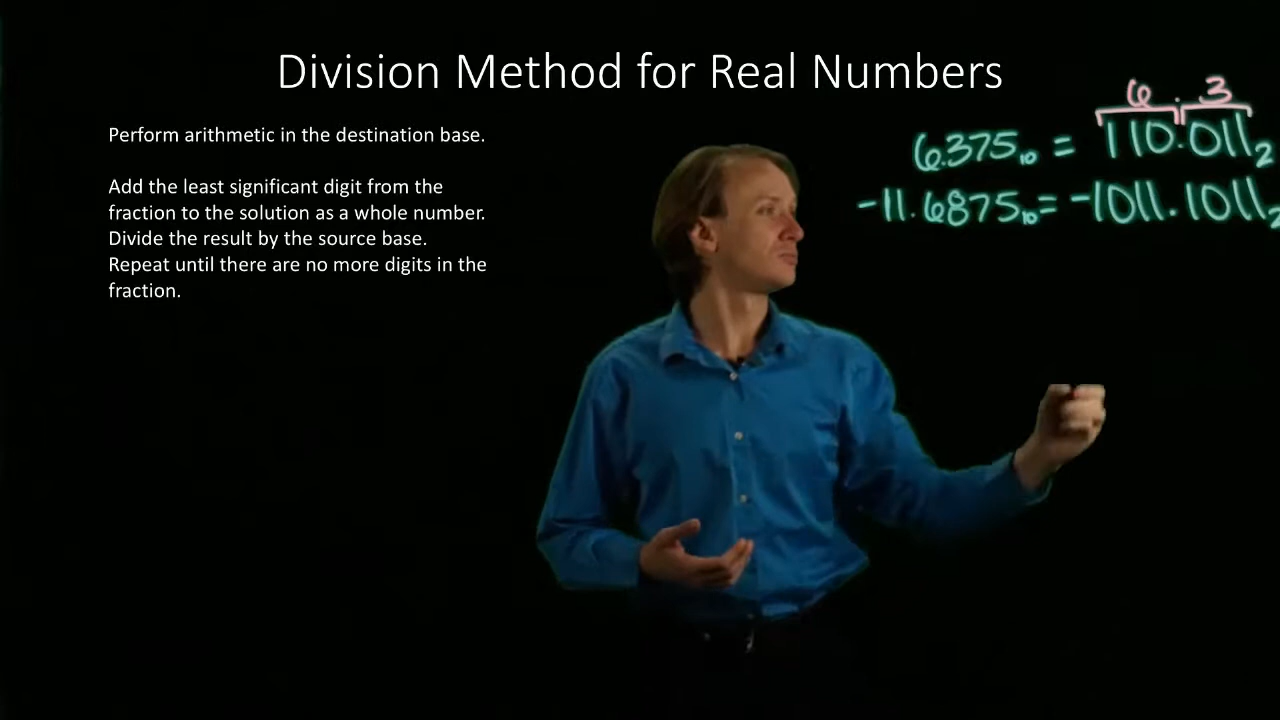 Division Method for Real Numbers
Perform arithmetic in the destination base.
Add the least significant digit from the
fraction to the solution as a whole number.
Divide the result by the source base.
Repeat until there are no more digits in the
fraction.
6 . 3
6.375₁₀ = 110.011₂
-11.6875₁₀ = -1011.1011₂